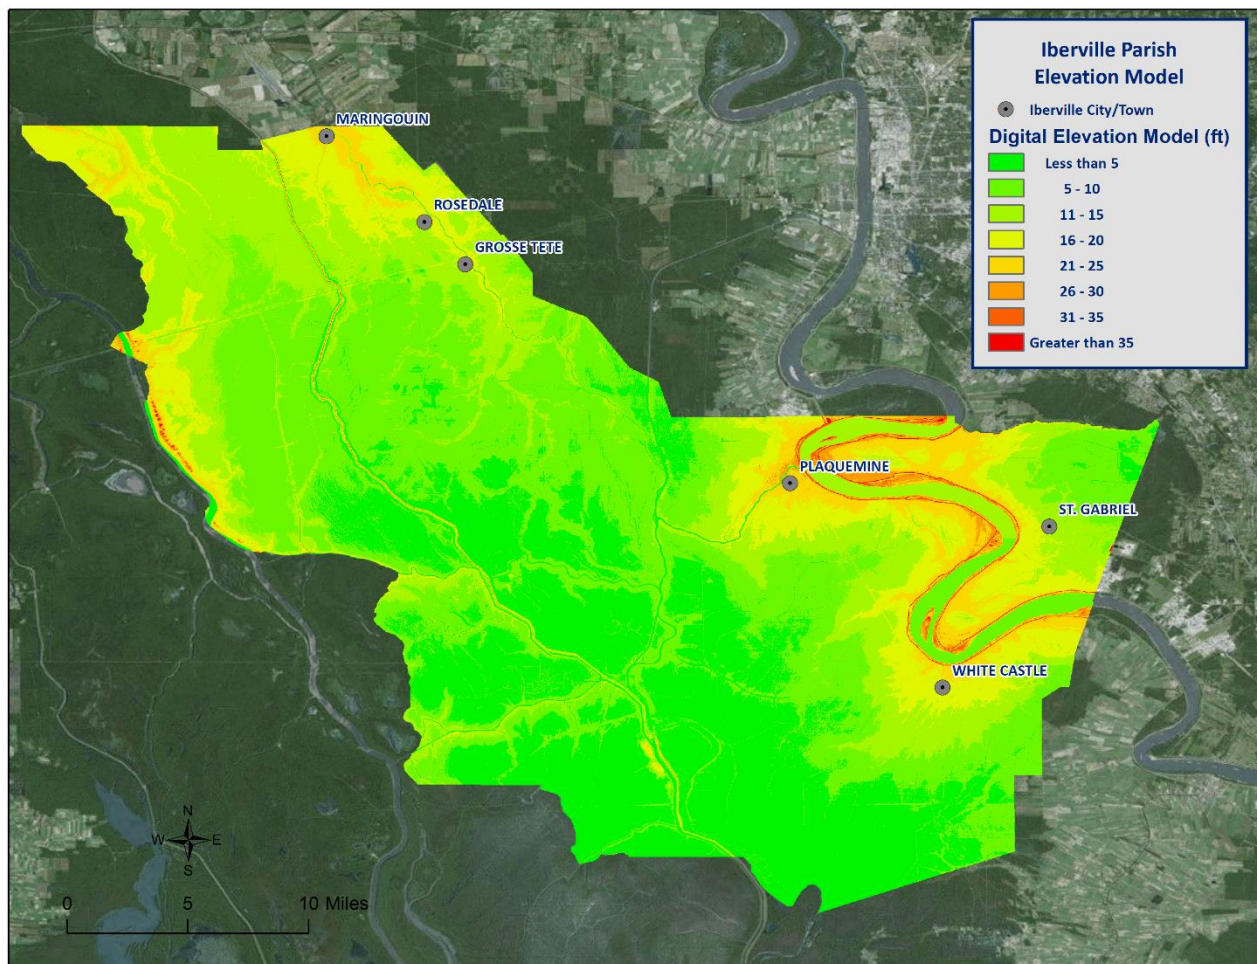 Iberville Parish
Elevation Model
Iberville City/Town
Digital Elevation Model (ft)
Less than 5
5 - 10
11 - 15
16 - 20
21 - 25
26 - 30
31 - 35
Greater than 35
MARINGOUIN
ROSEDALE
GROSSE TETE
PLAQUEMINE
ST. GABRIEL
WHITE CASTLE
N
W E
S
0 5 10 Miles